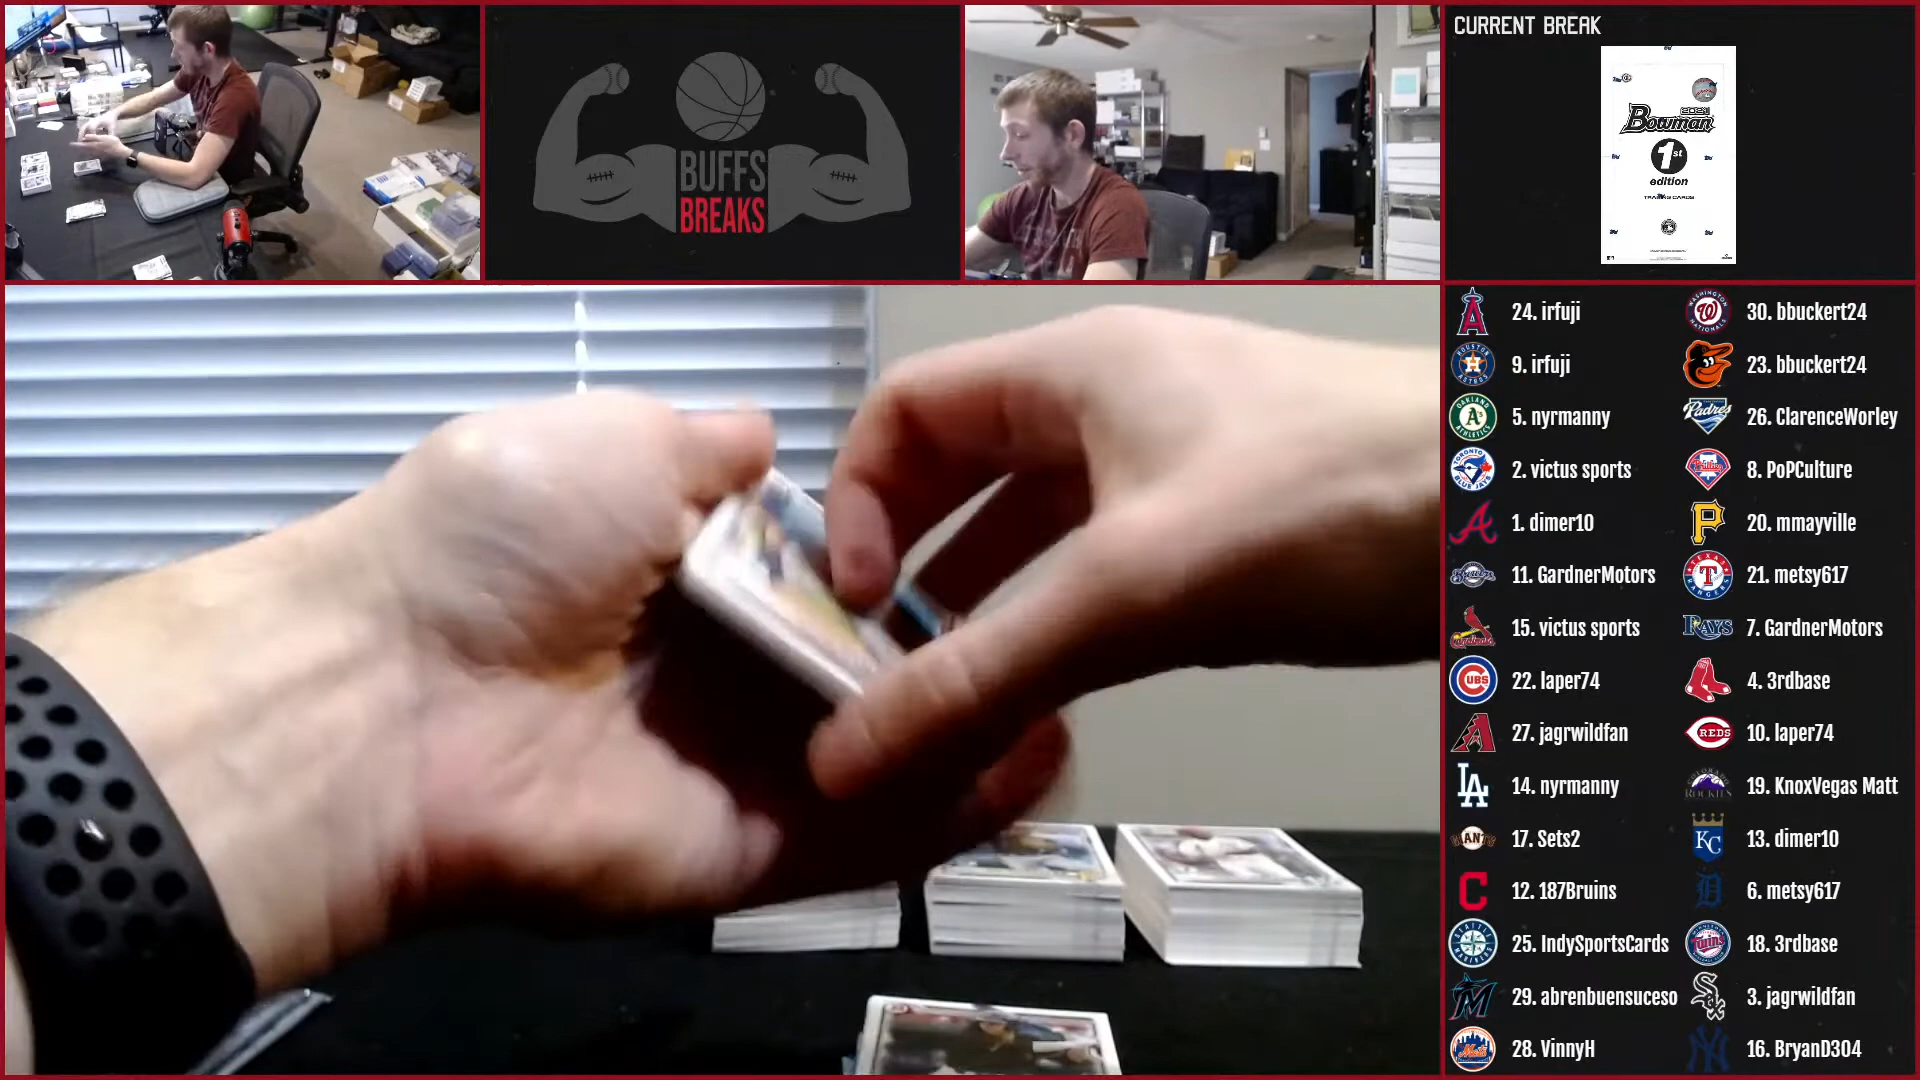 CURRENT BREAK
2021
Bowman
1st
edition
TRADING CARDS
BUFFS
BREAKS
24. irfuji
30. bbuckert24
9. irfuji
23. bbuckert24
5. nyrmanny
26. ClarenceWorley
2. victus sports
8. PoPCulture
1. dimer10
20. mmayville
11. GardnerMotors
21. metsy617
15. victus sports
7. GardnerMotors
22. laper74
4. 3rdbase
27. jagrwildfan
10. laper74
14. nyrmanny
19. KnoxVegas Matt
17. Sets2
13. dimer10
12. 187Bruins
6. metsy617
25. IndySportsCards
18. 3rdbase
29. abrenbuensuceso
3. jagrwildfan
28. VinnyH
16. BryanD304